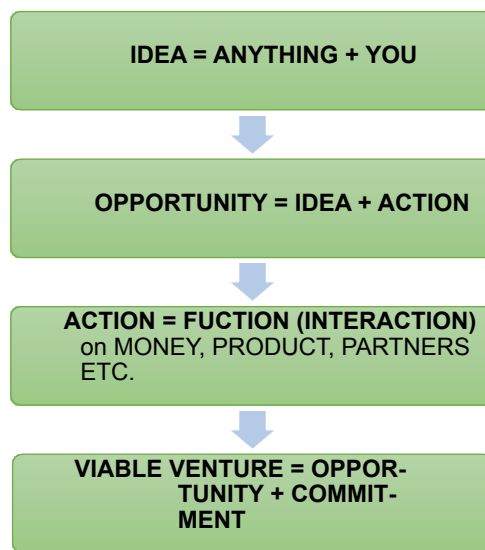 IDEA = ANYTHING + YOU
OPPORTUNITY = IDEA + ACTION
ACTION = FUCTION (INTERACTION)
on MONEY, PRODUCT, PARTNERS
ETC.
VIABLE VENTURE = OPPOR-
TUNITY + COMMIT-
MENT